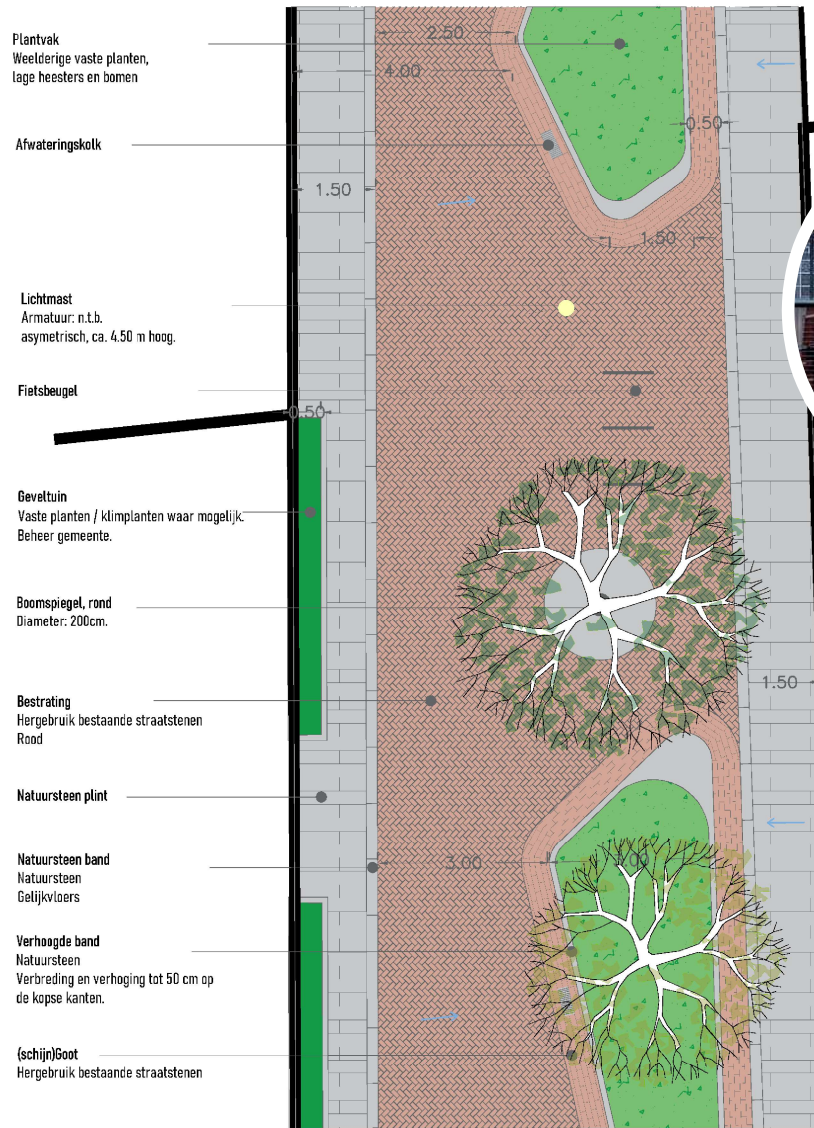 Plantvak
Weelderige vaste planten,
lage heesters en bomen
2.50
4.00
0.50
Afwateringskolk
1.50
1.50
Lichtmast
Armatuur: n.t.b.
asymetrisch, ca. 4.50 m hoog.
Fietsbeugel
0.50
Geveltuin
Vaste planten / klimplanten waar mogelijk.
Beheer gemeente.
Boomspiegel, rond
Diameter: 200cm.
1.50
Bestrating
Hergebruik bestaande straatstenen
Rood
Natuursteen plint
Natuursteen band
Natuursteen
Gelijkvloers
3.00
Verhoogde band
Natuursteen
Verbreding en verhoging tot 50 cm op
de kopse kanten.
(schijn)Goot
Hergebruik bestaande straatstenen